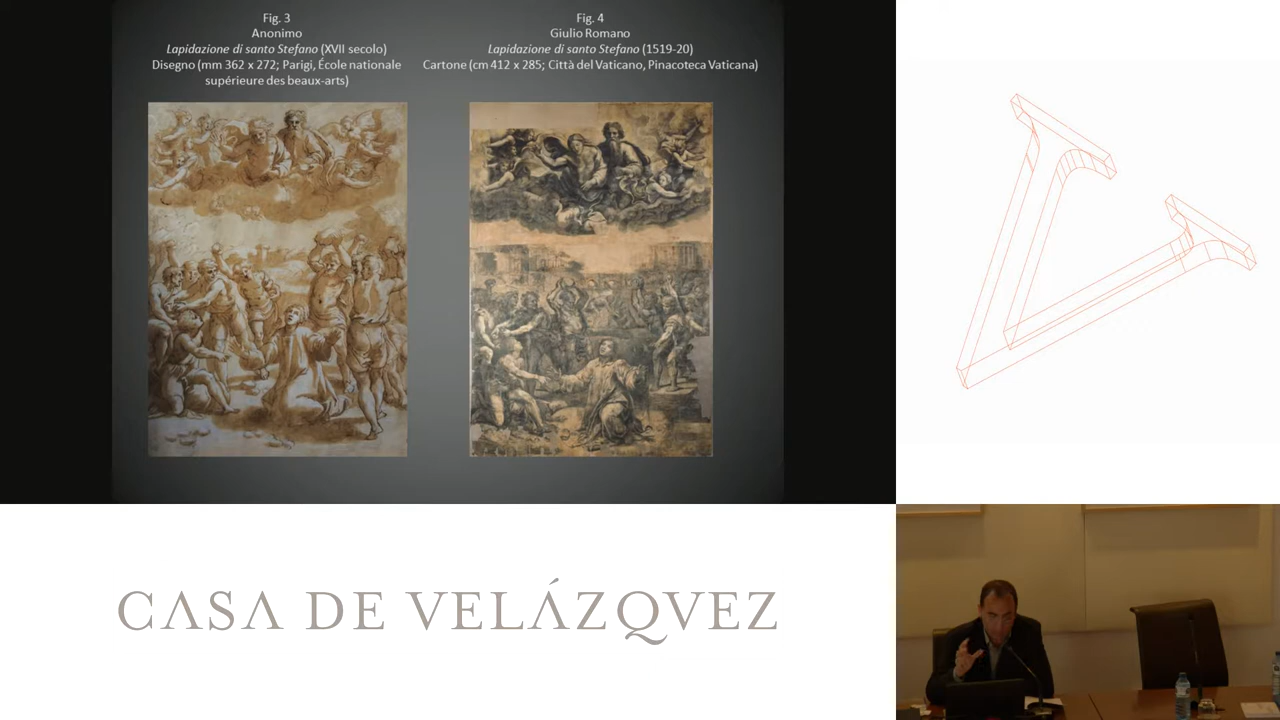 Fig. 3
Anonimo
Lapidazione di santo Stefano (XVII secolo)
Disegno (mm 362 x 272; Parigi, École nationale
supérieure des beaux-arts)
Fig. 4
Giulio Romano
Lapidazione di santo Stefano (1519-20)
Cartone (cm 412 x 285; Città del Vaticano, Pinacoteca Vaticana)
CASA DE VELÁZQVEZ